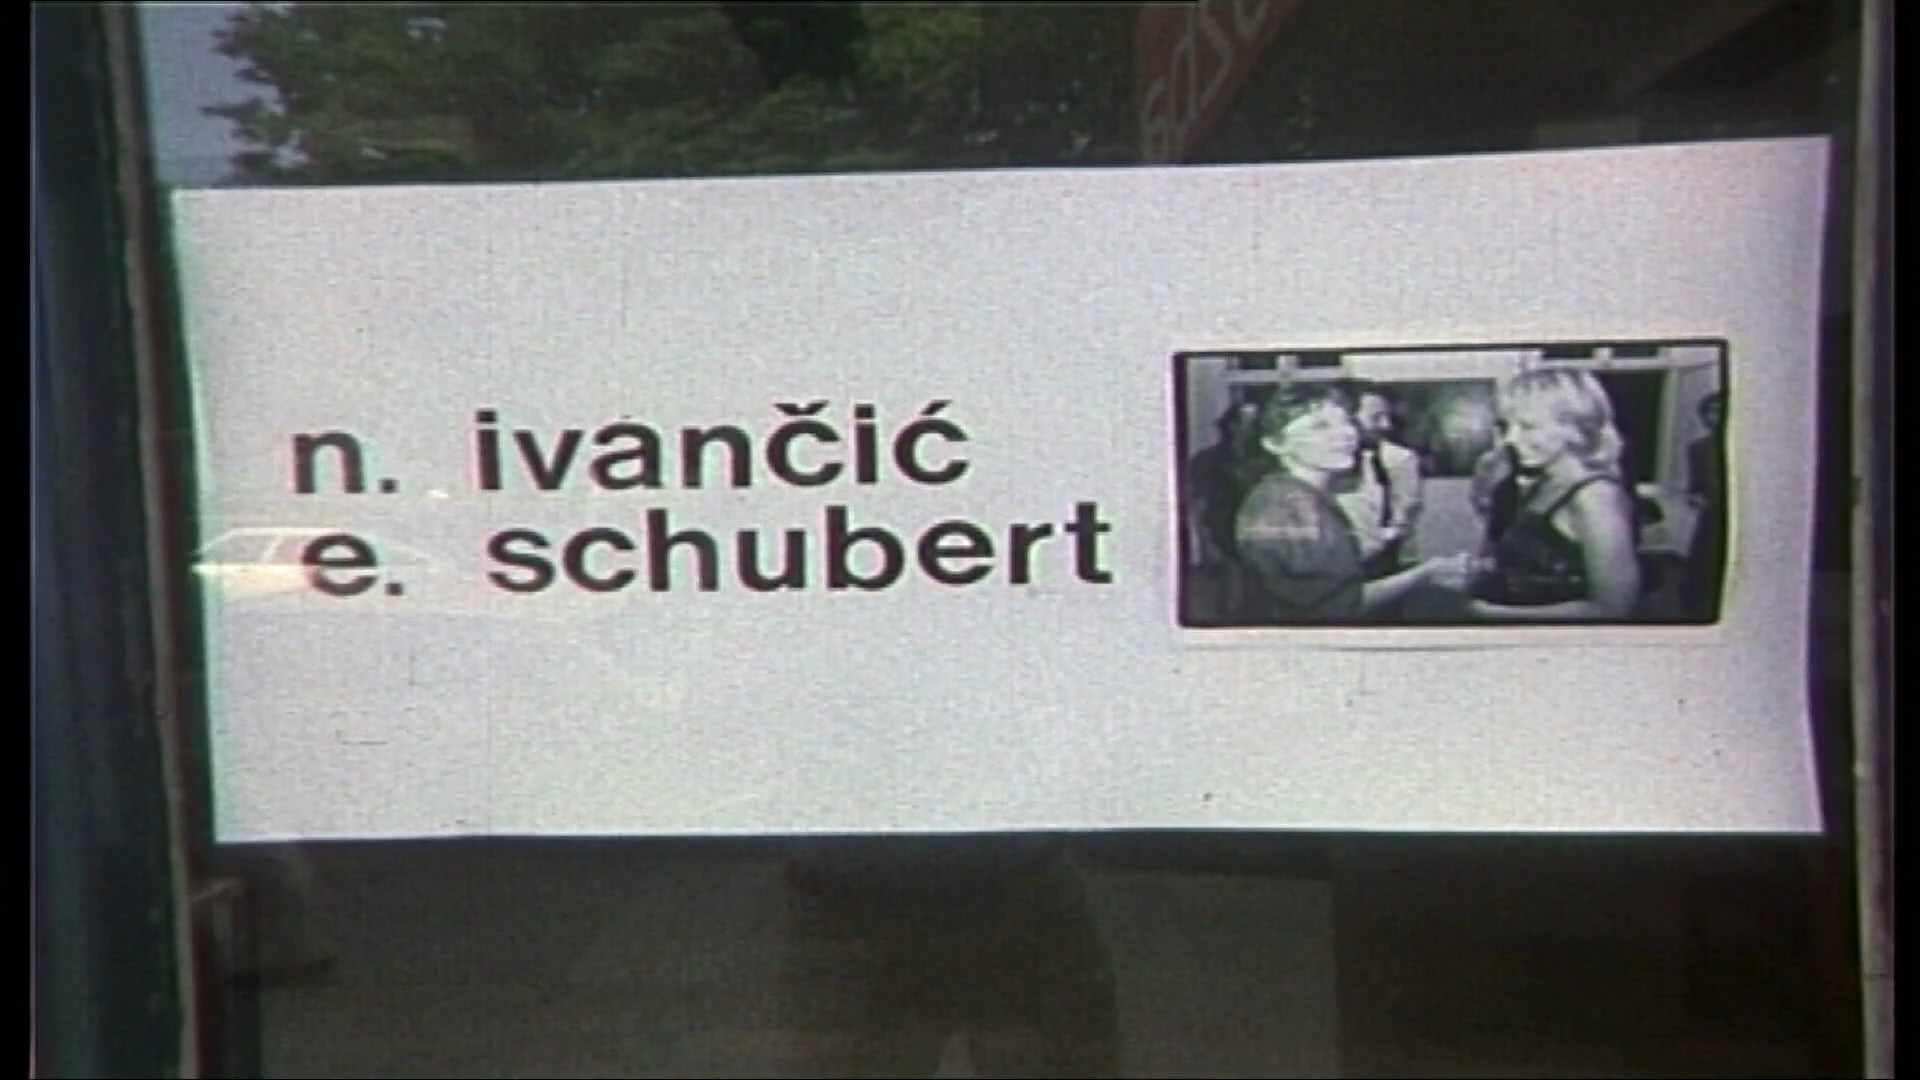 n. ivančić
e. schubert